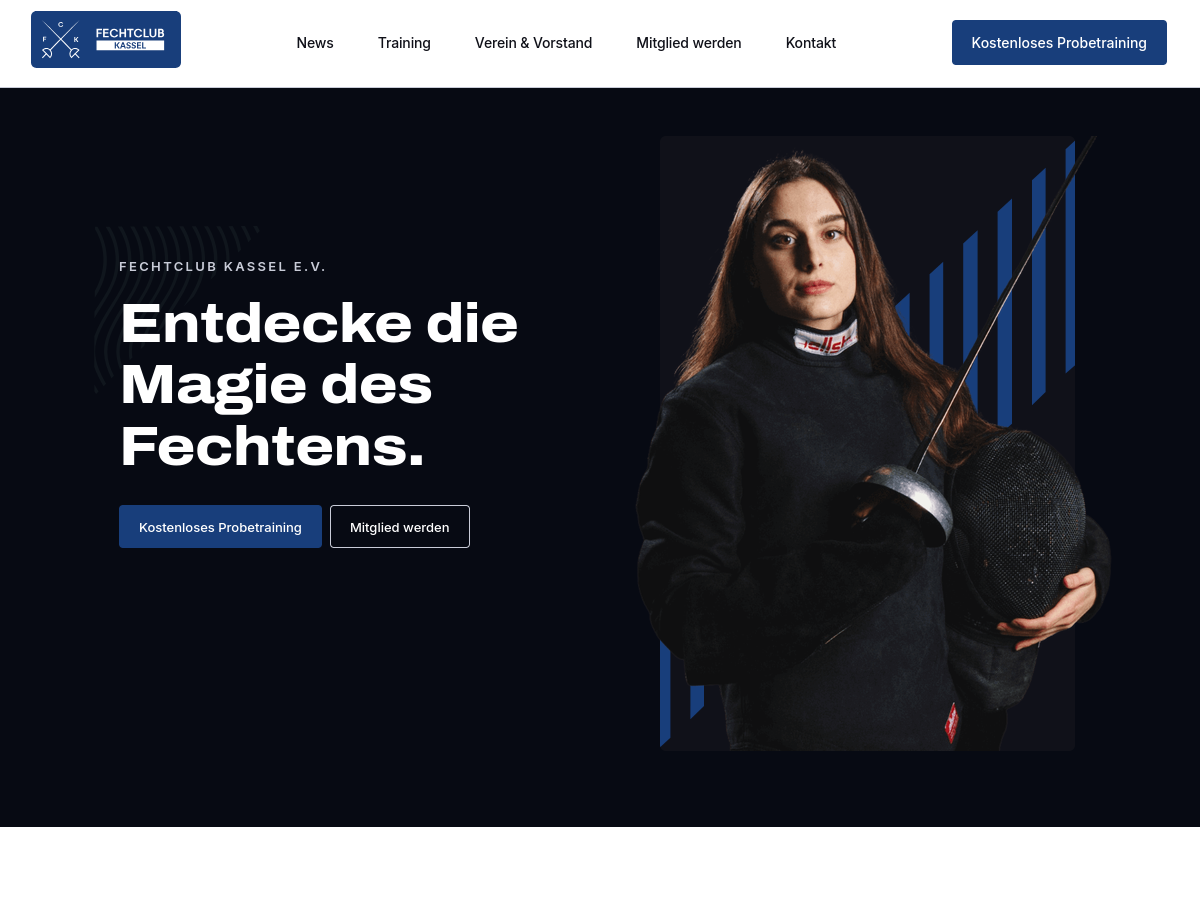 C
F
K
FECHTCLUB
KASSEL
News
Training
Verein & Vorstand
Mitglied werden
Kontakt
Kostenloses Probetraining
FECHTCLUB KASSEL E.V.
Entdecke die
Magie des
Fechtens.
Kostenloses Probetraining
Mitglied werden